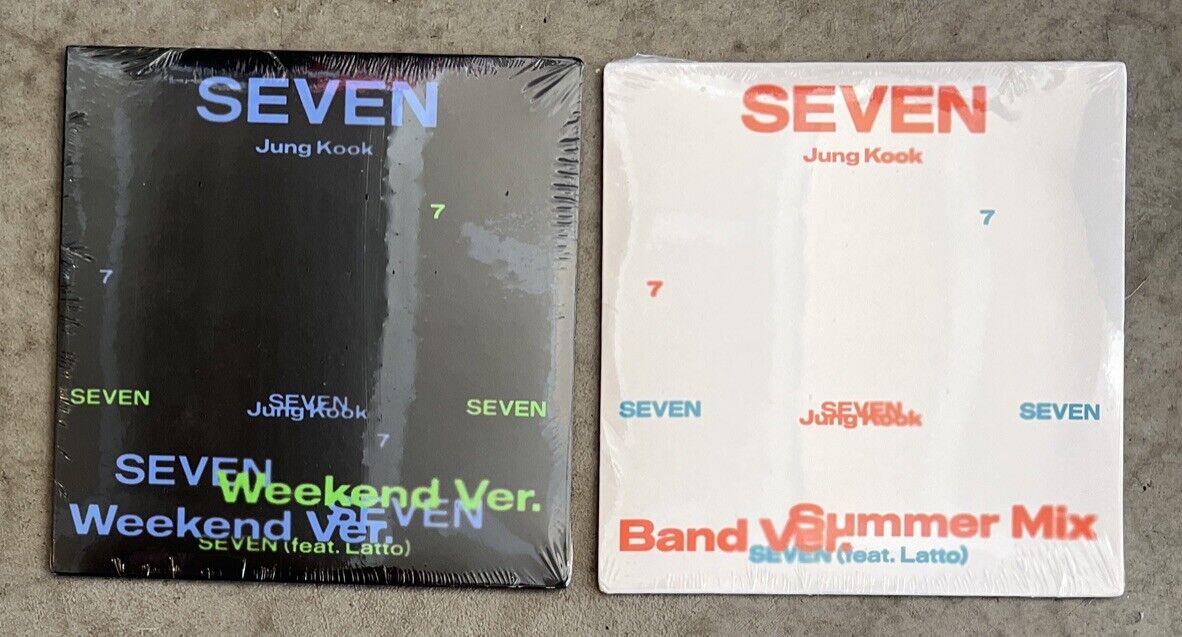 SEVEN
Jung Kook
7
7
SEVEN
SEVEN
Jung Kook
SEVEN
7
SEVEN
Weekend Ver.
SEVEN
Weekend Ver.
SEVEN (feat. Latto)
SEVEN
Jung Kook
7
7
SEVEN
SEVEN
Jung Kook
SEVEN
Summer Mix
Band Ver.
SEVEN (feat. Latto)